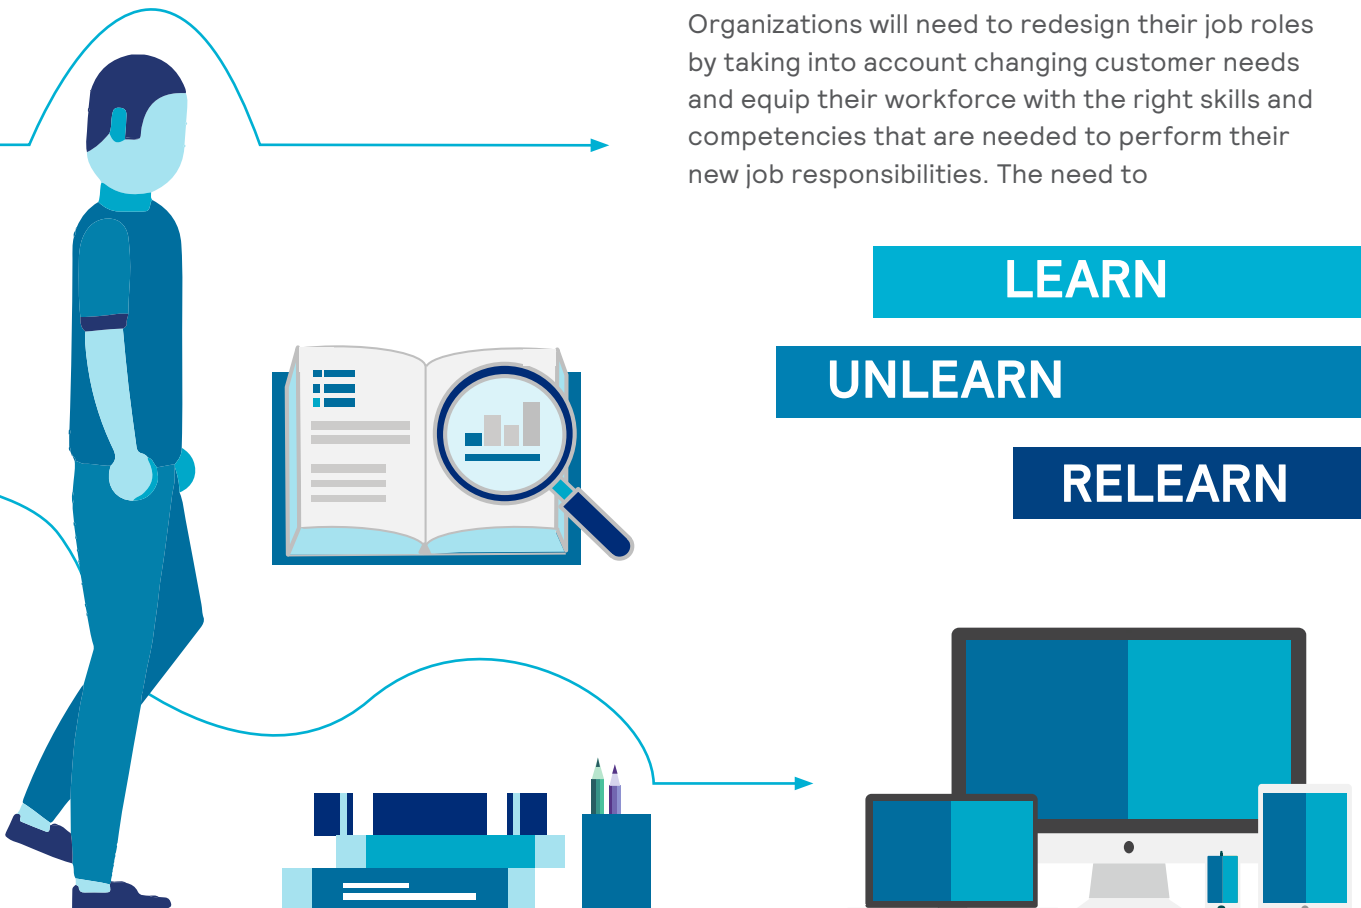 Organizations will need to redesign their job roles
by taking into account changing customer needs
and equip their workforce with the right skills and
competencies that are needed to perform their
new job responsibilities. The need to
LEARN
UNLEARN
RELEARN